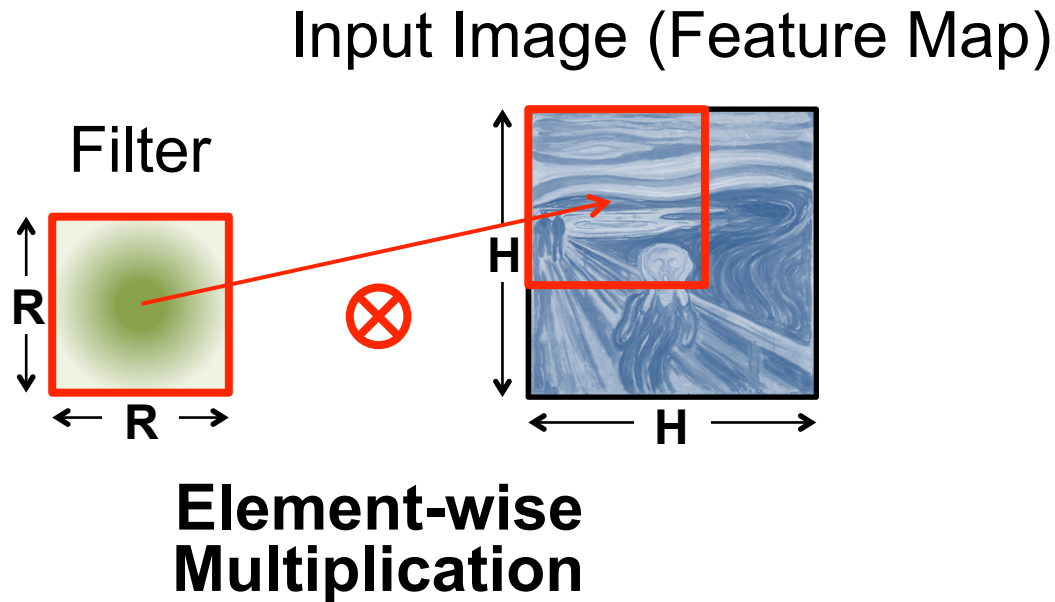 Input Image (Feature Map)
Filter
R
R
H
H
Element-wise
Multiplication